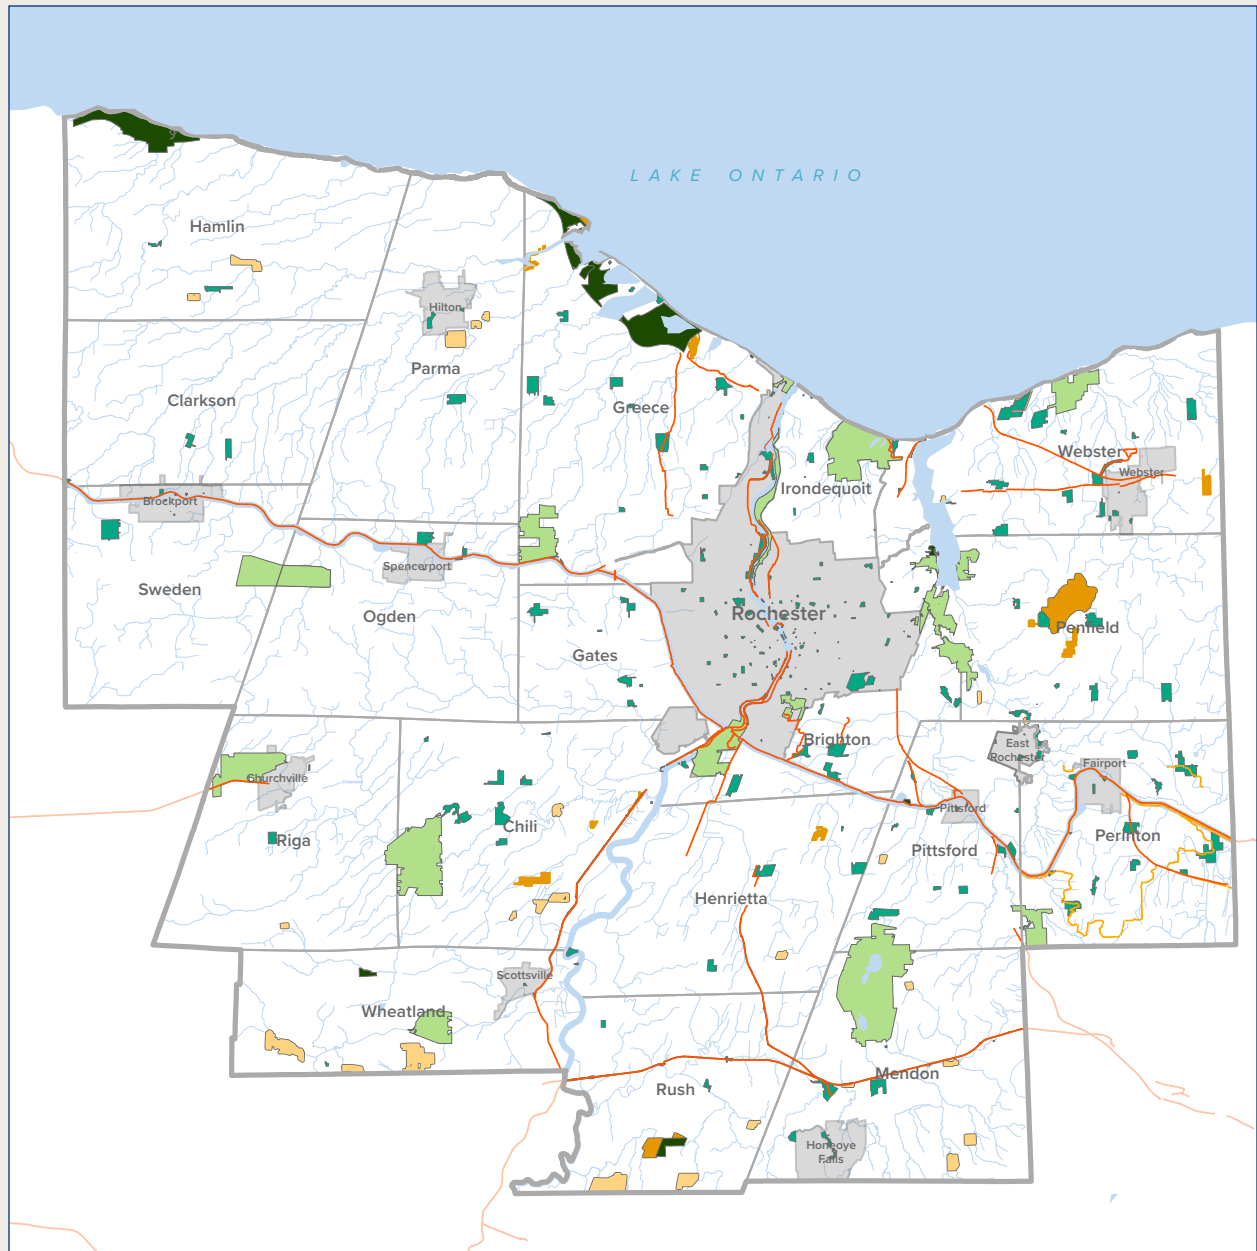 LAKE ONTARIO
Hamlin
Hilton
Parma
Clarkson
Greece
Webster
Webster
Irondequoit
Brockport
Spencerport
Sweden
Ogden
Rochester
Penfield
Gates
Brighton
East
Rochester
Fairport
Churchville
Pittsford
Chili
Riga
Perinton
Pittsford
Henrietta
Scottsville
Wheatland
Mendon
Rush
Honeoye
Falls